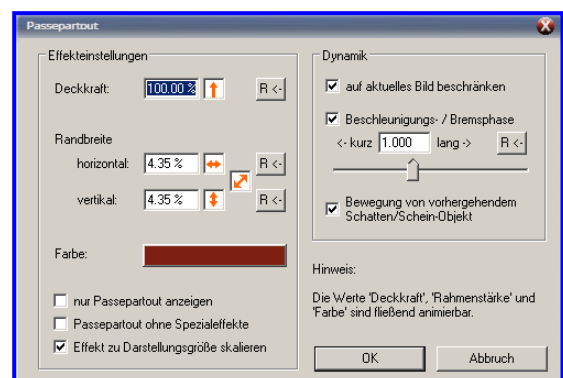 Passepartout
Effekteinstellungen
Deckkraft: 100.00 % R <-
Randbreite
horizontal: 4.35 % R <-
vertikal: 4.35 % R <-
Farbe:
nur Passepartout anzeigen
Passepartout ohne Spezialeffekte
Effekt zu Darstellungsgröße skalieren
Dynamik
auf aktuelles Bild beschränken
Beschleunigungs- / Bremsphase
<- kurz 1.000 lang -> R <-
Bewegung von vorhergehendem
Schatten/Schein-Objekt
Hinweis:
Die Werte 'Deckkraft', 'Rahmenstärke' und
'Farbe' sind fließend animierbar.
OK Abbruch